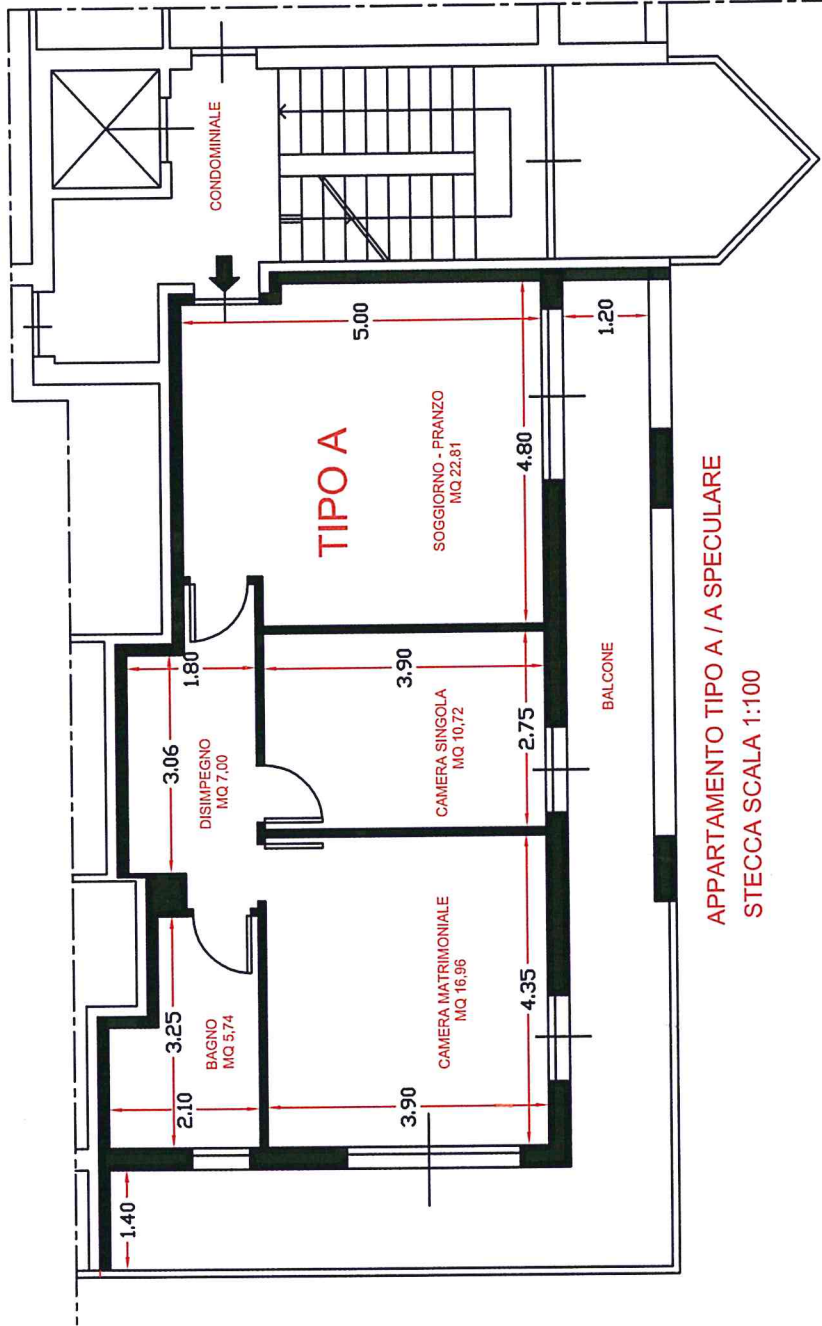 CONDOMINIALE
TIPO A
5.00
SOGGIORNO - PRANZO
MQ 22,81
4.80
1.20
1.80
3.06
DISIMPEGNO
MQ 7,00
3.90
CAMERA SINGOLA
MQ 10,72
2.75
BALCONE
3.25
BAGNO
MQ 5,74
2.10
CAMERA MATRIMONIALE
MQ 16,96
4.35
3.90
1.40
APPARTAMENTO TIPO A / A SPECULARE
STECCA SCALA 1:100